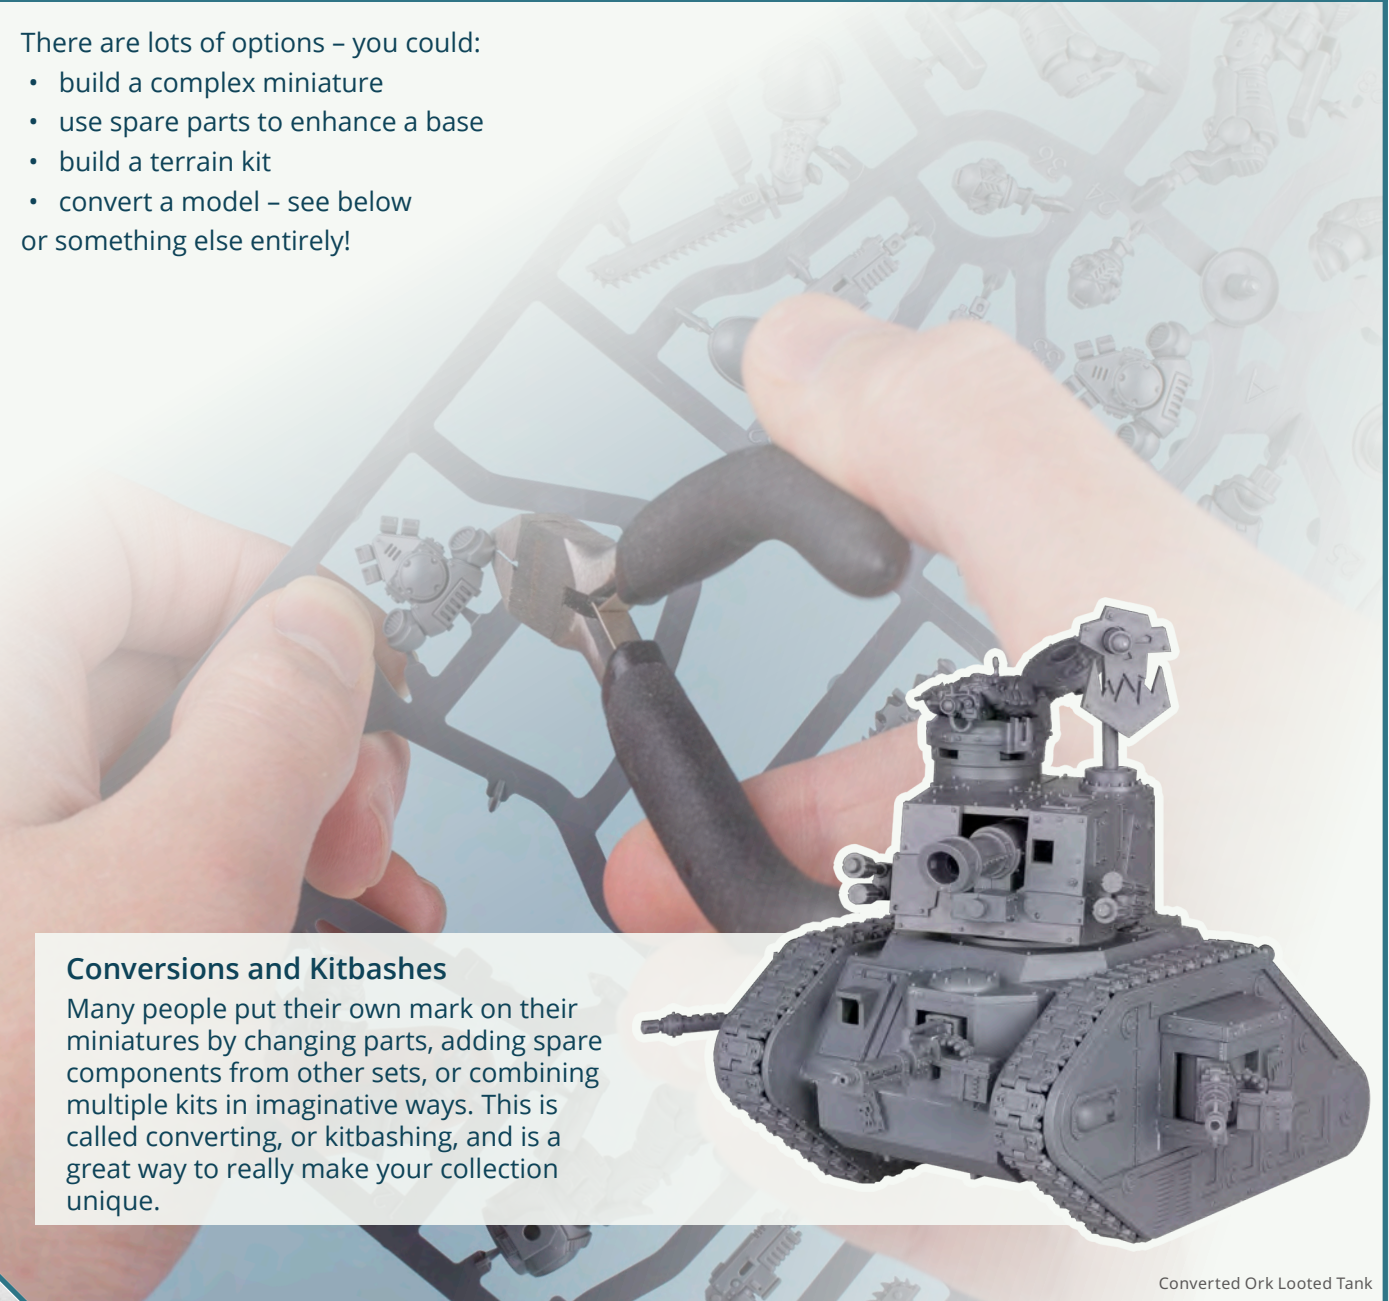 There are lots of options – you could:
• build a complex miniature
• use spare parts to enhance a base
• build a terrain kit
• convert a model – see below
or something else entirely!
Conversions and Kitbashes
Many people put their own mark on their
miniatures by changing parts, adding spare
components from other sets, or combining
multiple kits in imaginative ways. This is
called converting, or kitbashing, and is a
great way to really make your collection
unique.
Converted Ork Looted Tank